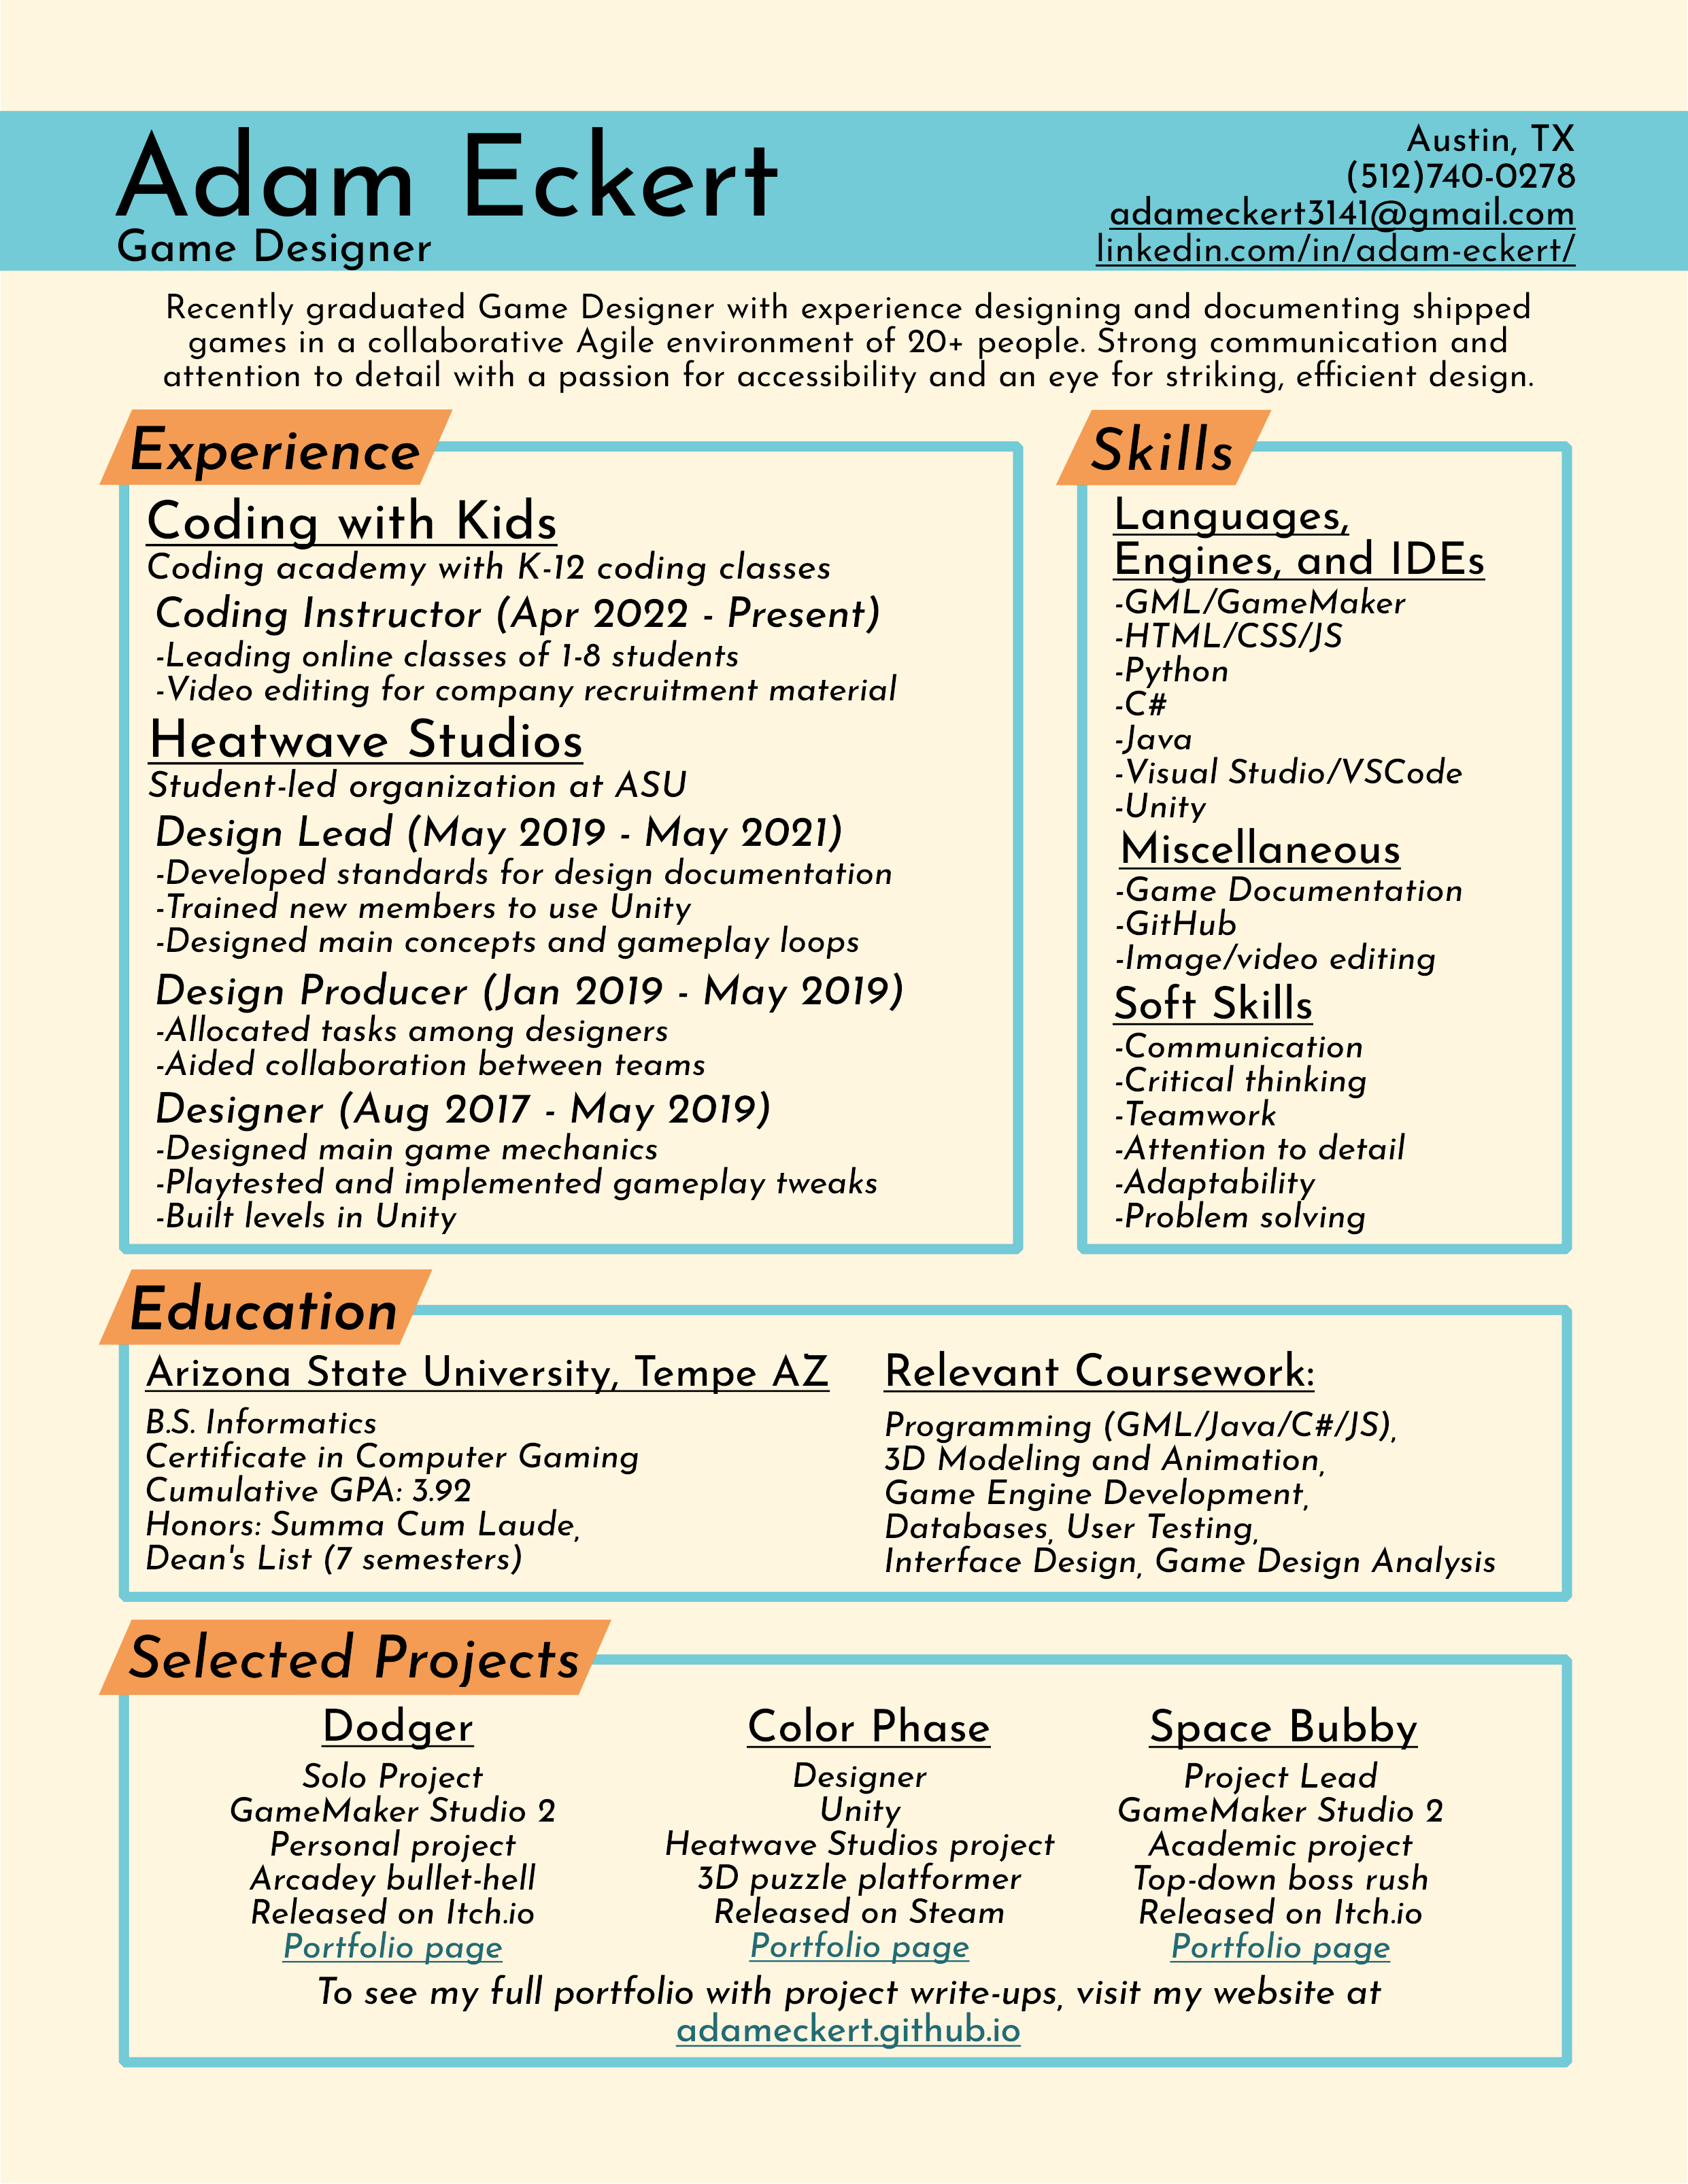 Adam Eckert
Game Designer
Austin, TX
(512)740-0278
adameckert3141@gmail.com
linkedin.com/in/adam-eckert/
Recently graduated Game Designer with experience designing and documenting shipped
games in a collaborative Agile environment of 20+ people. Strong communication and
attention to detail with a passion for accessibility and an eye for striking, efficient design.
Experience
Coding with Kids
Coding academy with K-12 coding classes
Coding Instructor (Apr 2022 - Present)
-Leading online classes of 1-8 students
-Video editing for company recruitment material
Heatwave Studios
Student-led organization at ASU
Design Lead (May 2019 - May 2021)
-Developed standards for design documentation
-Trained new members to use Unity
-Designed main concepts and gameplay loops
Design Producer (Jan 2019 - May 2019)
-Allocated tasks among designers
-Aided collaboration between teams
Designer (Aug 2017 - May 2019)
-Designed main game mechanics
-Playtested and implemented gameplay tweaks
-Built levels in Unity
Skills
Languages,
Engines, and IDEs
-GML/GameMaker
-HTML/CSS/JS
-Python
-C#
-Java
-Visual Studio/VSCode
-Unity
Miscellaneous
-Game Documentation
-GitHub
-Image/video editing
Soft Skills
-Communication
-Critical thinking
-Teamwork
-Attention to detail
-Adaptability
-Problem solving
Education
Arizona State University, Tempe AZ
B.S. Informatics
Certificate in Computer Gaming
Cumulative GPA: 3.92
Honors: Summa Cum Laude,
Dean's List (7 semesters)
Relevant Coursework:
Programming (GML/Java/C#/JS),
3D Modeling and Animation,
Game Engine Development,
Databases, User Testing,
Interface Design, Game Design Analysis
Selected Projects
Dodger
Solo Project
GameMaker Studio 2
Personal project
Arcadey bullet-hell
Released on Itch.io
Portfolio page
Color Phase
Designer
Unity
Heatwave Studios project
3D puzzle platformer
Released on Steam
Portfolio page
Space Bubby
Project Lead
GameMaker Studio 2
Academic project
Top-down boss rush
Released on Itch.io
Portfolio page
To see my full portfolio with project write-ups, visit my website at
adameckert.github.io